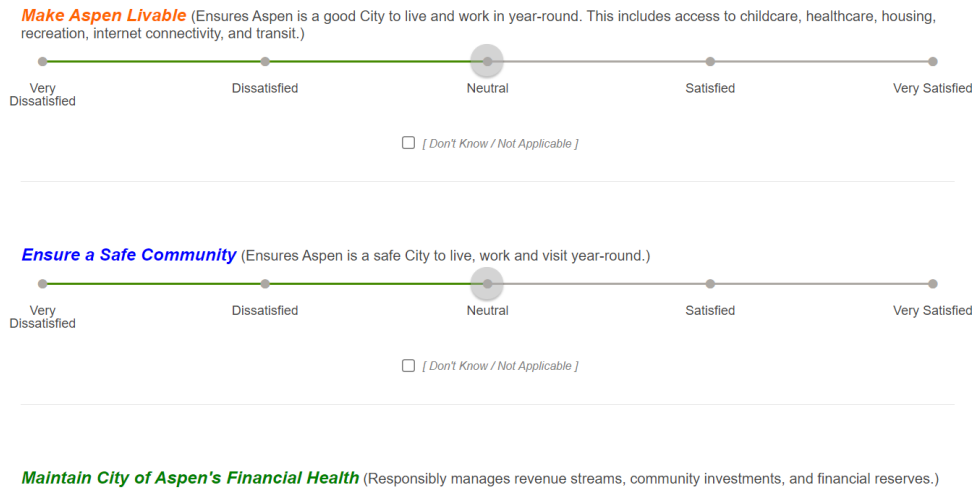 Make Aspen Livable (Ensures Aspen is a good City to live and work in year-round. This includes access to childcare, healthcare, housing,
recreation, internet connectivity, and transit.)
Very Dissatisfied Dissatisfied Neutral Satisfied Very Satisfied
[ Don't Know / Not Applicable ]
Ensure a Safe Community (Ensures Aspen is a safe City to live, work and visit year-round.)
Very Dissatisfied Dissatisfied Neutral Satisfied Very Satisfied
[ Don't Know / Not Applicable ]
Maintain City of Aspen's Financial Health (Responsibly manages revenue streams, community investments, and financial reserves.)